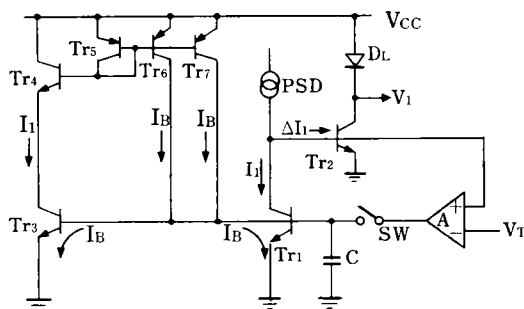 VCC
Tr5
Tr6
Tr7
DL
Tr4
PSD
V1
I1
IB
IB
ΔI1
Tr2
I1
Tr3
IB
IB
Tr1
C
SW
A
+
−
VT